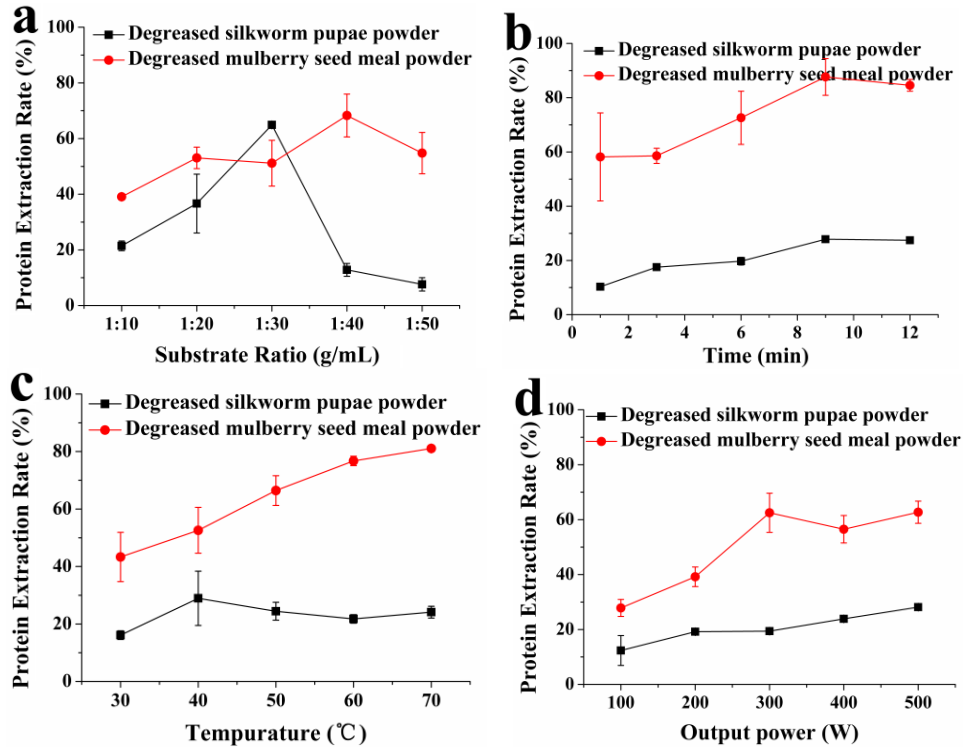 a
Degreased silkworm pupae powder
Degreased mulberry seed meal powder
Protein Extraction Rate (%)
100
80
60
40
20
0
1:10 1:20 1:30 1:40 1:50
Substrate Ratio (g/mL)
b
Degreased silkworm pupae powder
Degreased mulberry seed meal powder
Protein Extraction Rate (%)
100
80
60
40
20
0
0 2 4 6 8 10 12
Time (min)
c
Degreased silkworm pupae powder
Degreased mulberry seed meal powder
Protein Extraction Rate (%)
100
80
60
40
20
0
30 40 50 60 70
Tempurature (℃)
d
Degreased silkworm pupae powder
Degreased mulberry seed meal powder
Protein Extraction Rate (%)
100
80
60
40
20
0
100 200 300 400 500
Output power (W)